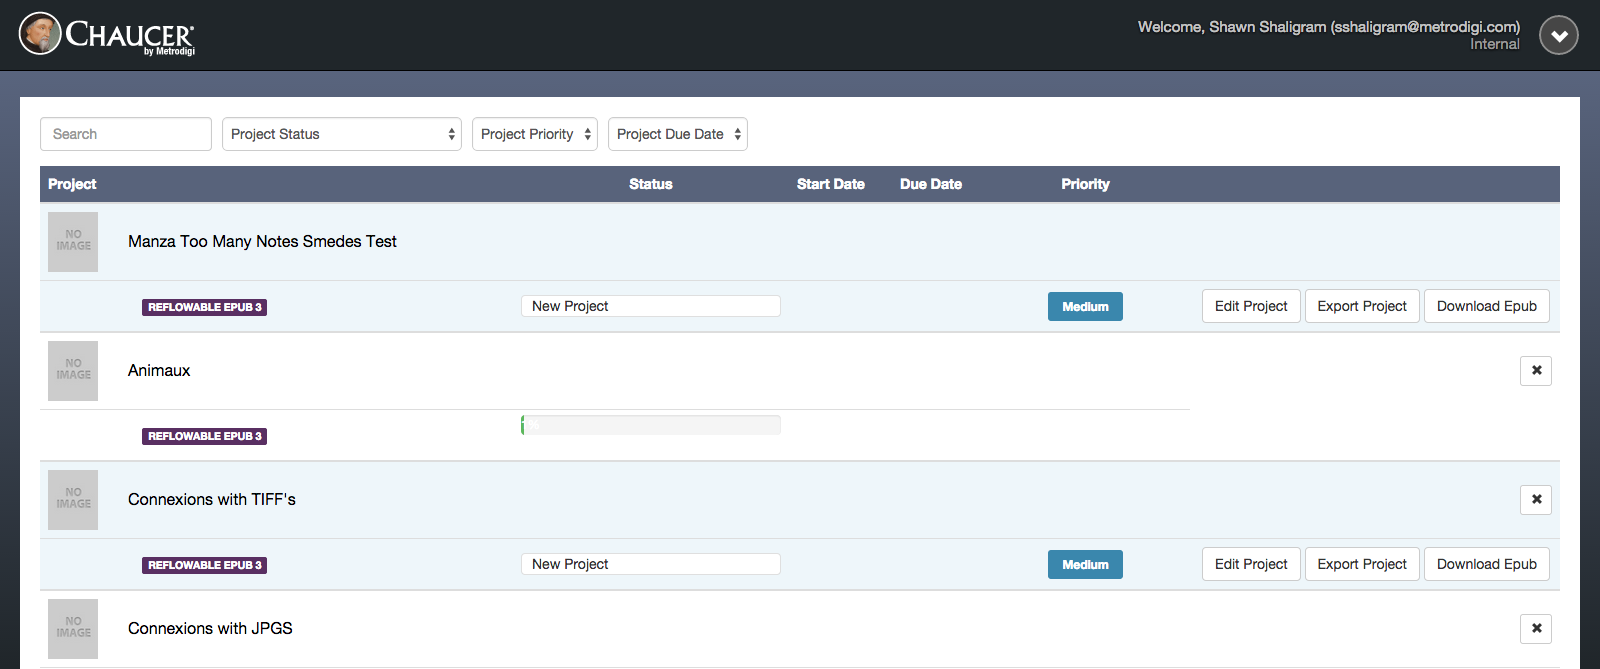 CHAUCER
by Metrodigi
Welcome, Shawn Shaligram (sshaligram@metrodigi.com)
Internal
Search
Project Status
Project Priority
Project Due Date
Project Status Start Date Due Date Priority
NO IMAGE
Manza Too Many Notes Smedes Test
REFLOWABLE EPUB 3 New Project Medium Edit Project Export Project Download Epub
NO IMAGE
Animaux
REFLOWABLE EPUB 3
NO IMAGE
Connexions with TIFF's
REFLOWABLE EPUB 3 New Project Medium Edit Project Export Project Download Epub
NO IMAGE
Connexions with JPGS